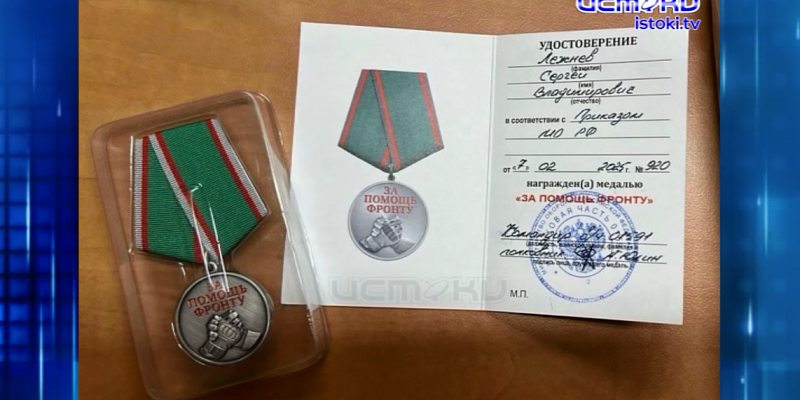 ИСТОКИ
istoki.tv
УДОСТОВЕРЕНИЕ
Лежнев
(фамилия)
Сергей
(имя)
Владимирович
(отчество)
в соответствии с Приказом
МО РФ
от «7» 02 2025 г. № 920
награжден(а) медалью
«ЗА ПОМОЩЬ ФРОНТУ»
Командир в/ч
полковник
М.П.
ЗА
ПОМОЩЬ
ФРОНТУ
ЗА
ПОМОЩЬ
ФРОНТУ
ИСТОКИ